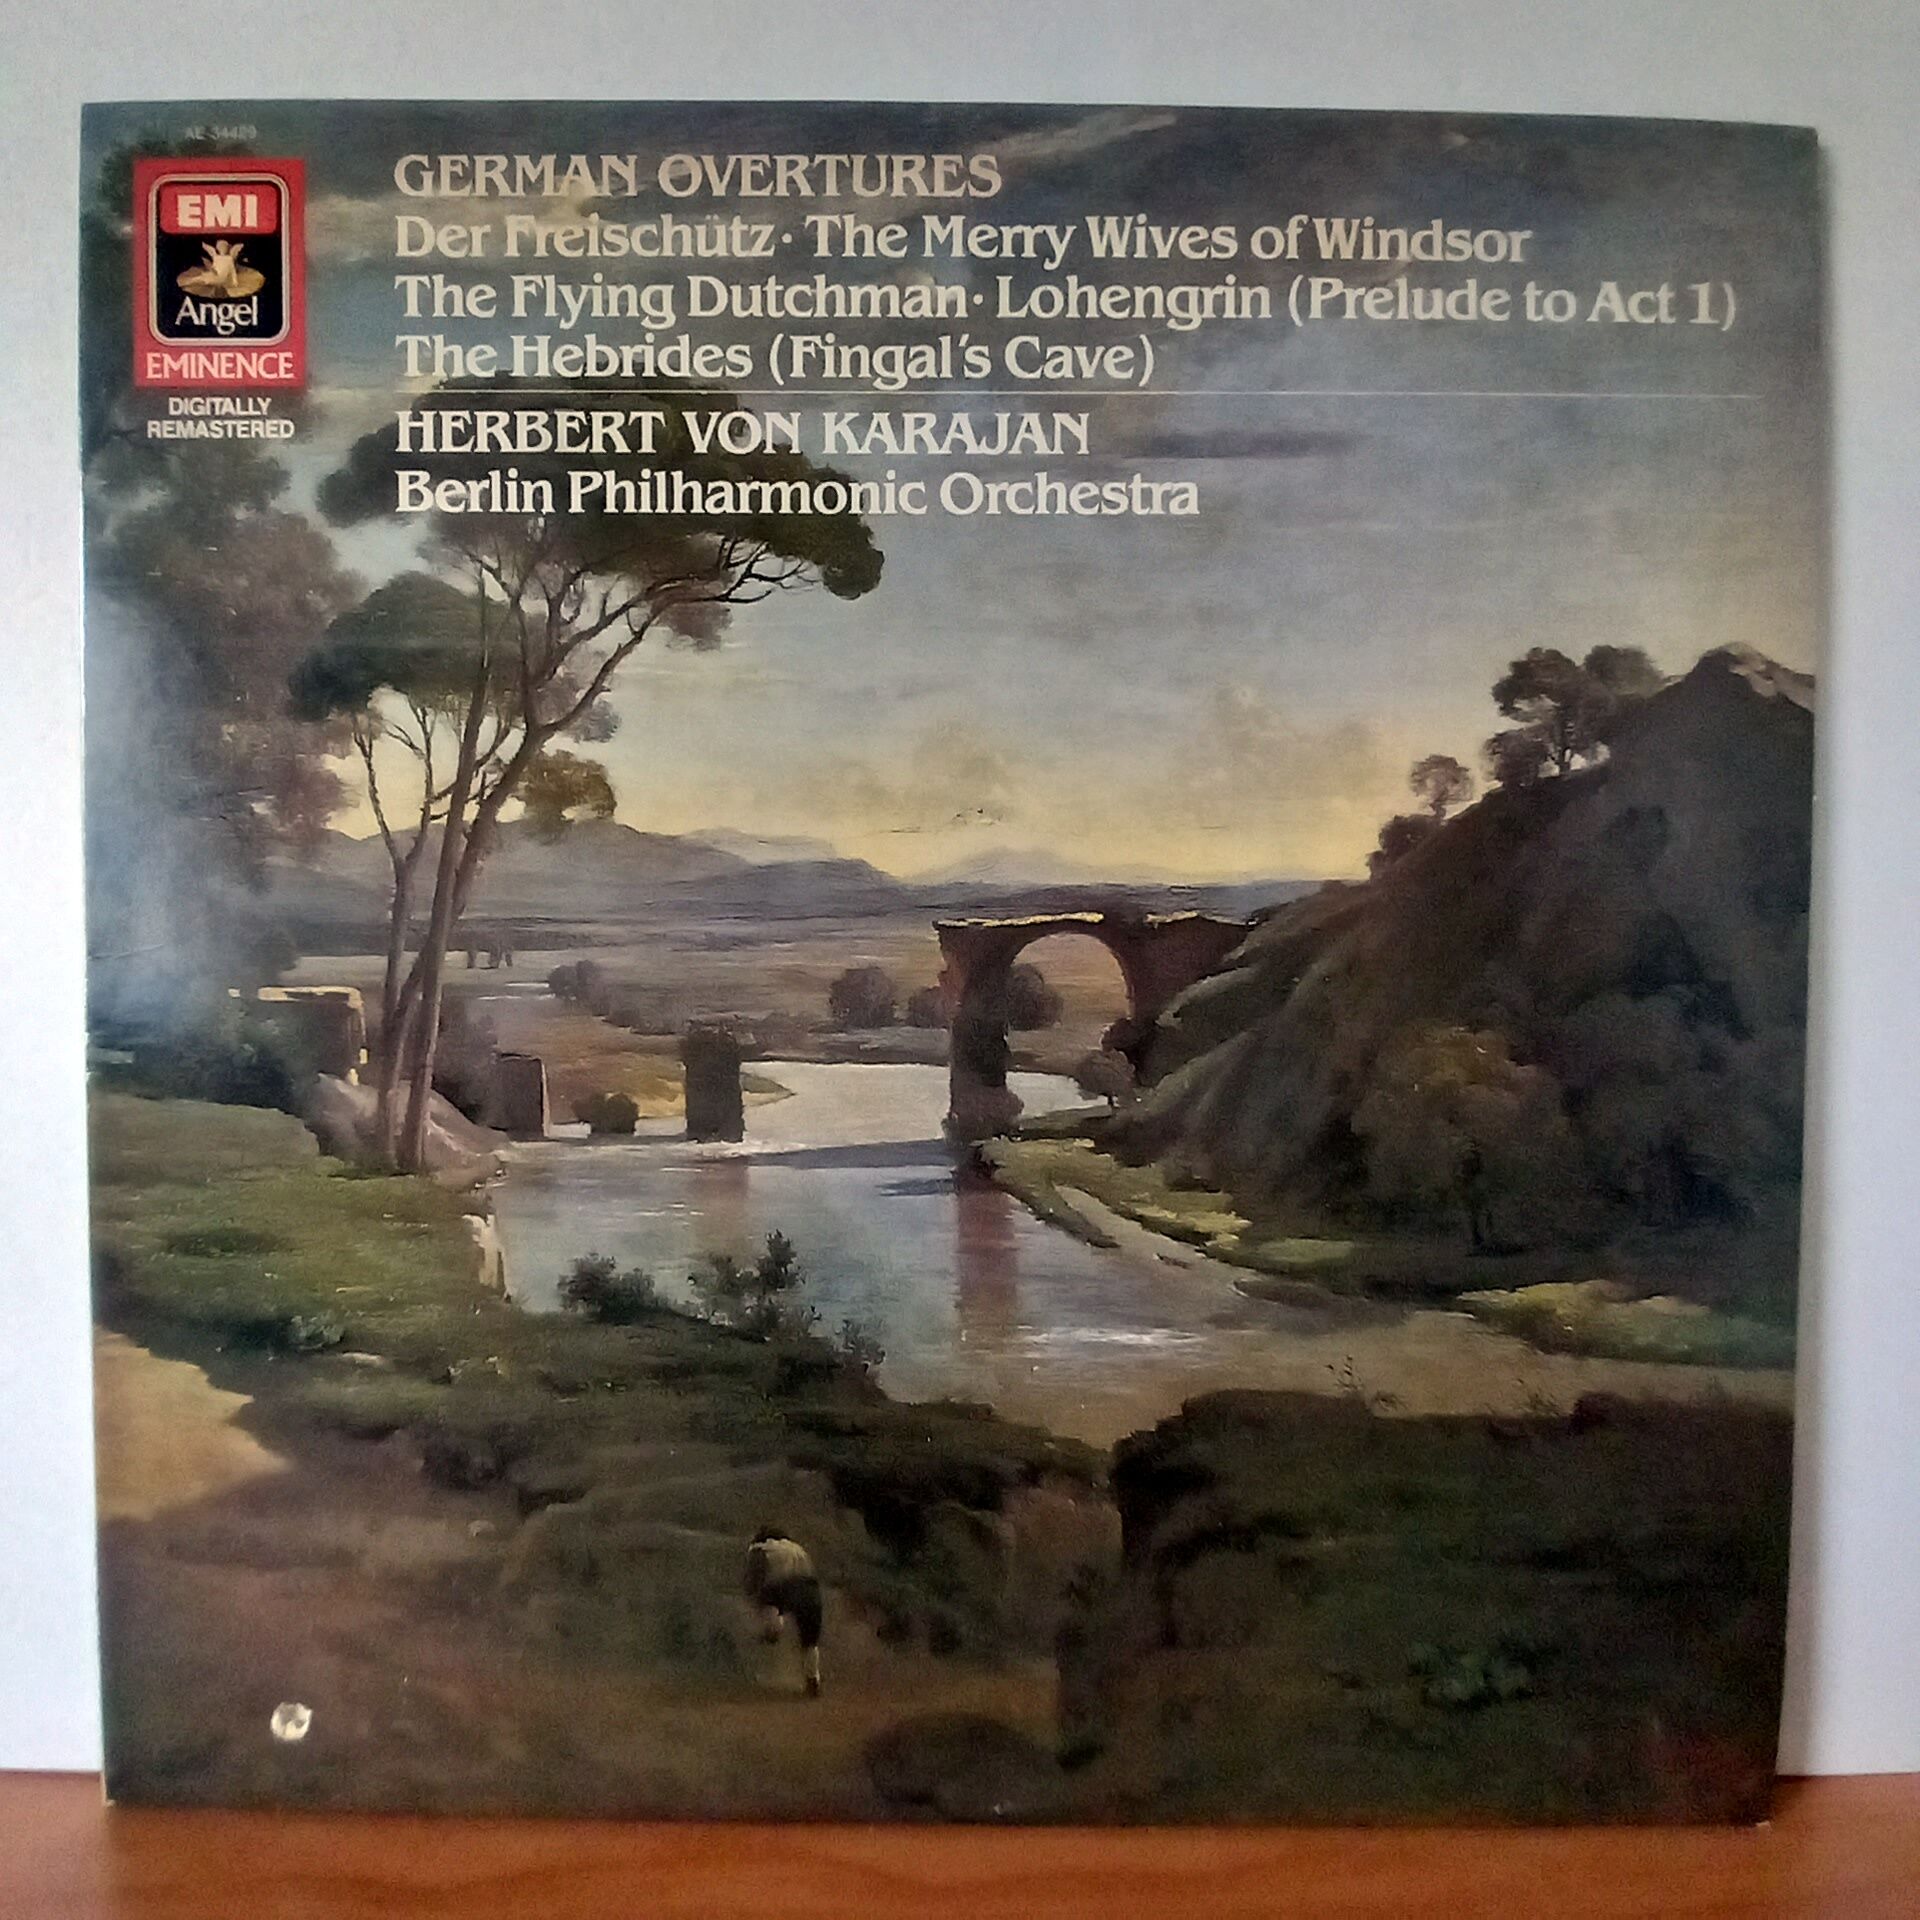 AE-34429
EMI
Angel
EMINENCE
DIGITALLY
REMASTERED
GERMAN OVERTURES
Der Freischütz · The Merry Wives of Windsor
The Flying Dutchman · Lohengrin (Prelude to Act 1)
The Hebrides (Fingal's Cave)
HERBERT VON KARAJAN
Berlin Philharmonic Orchestra